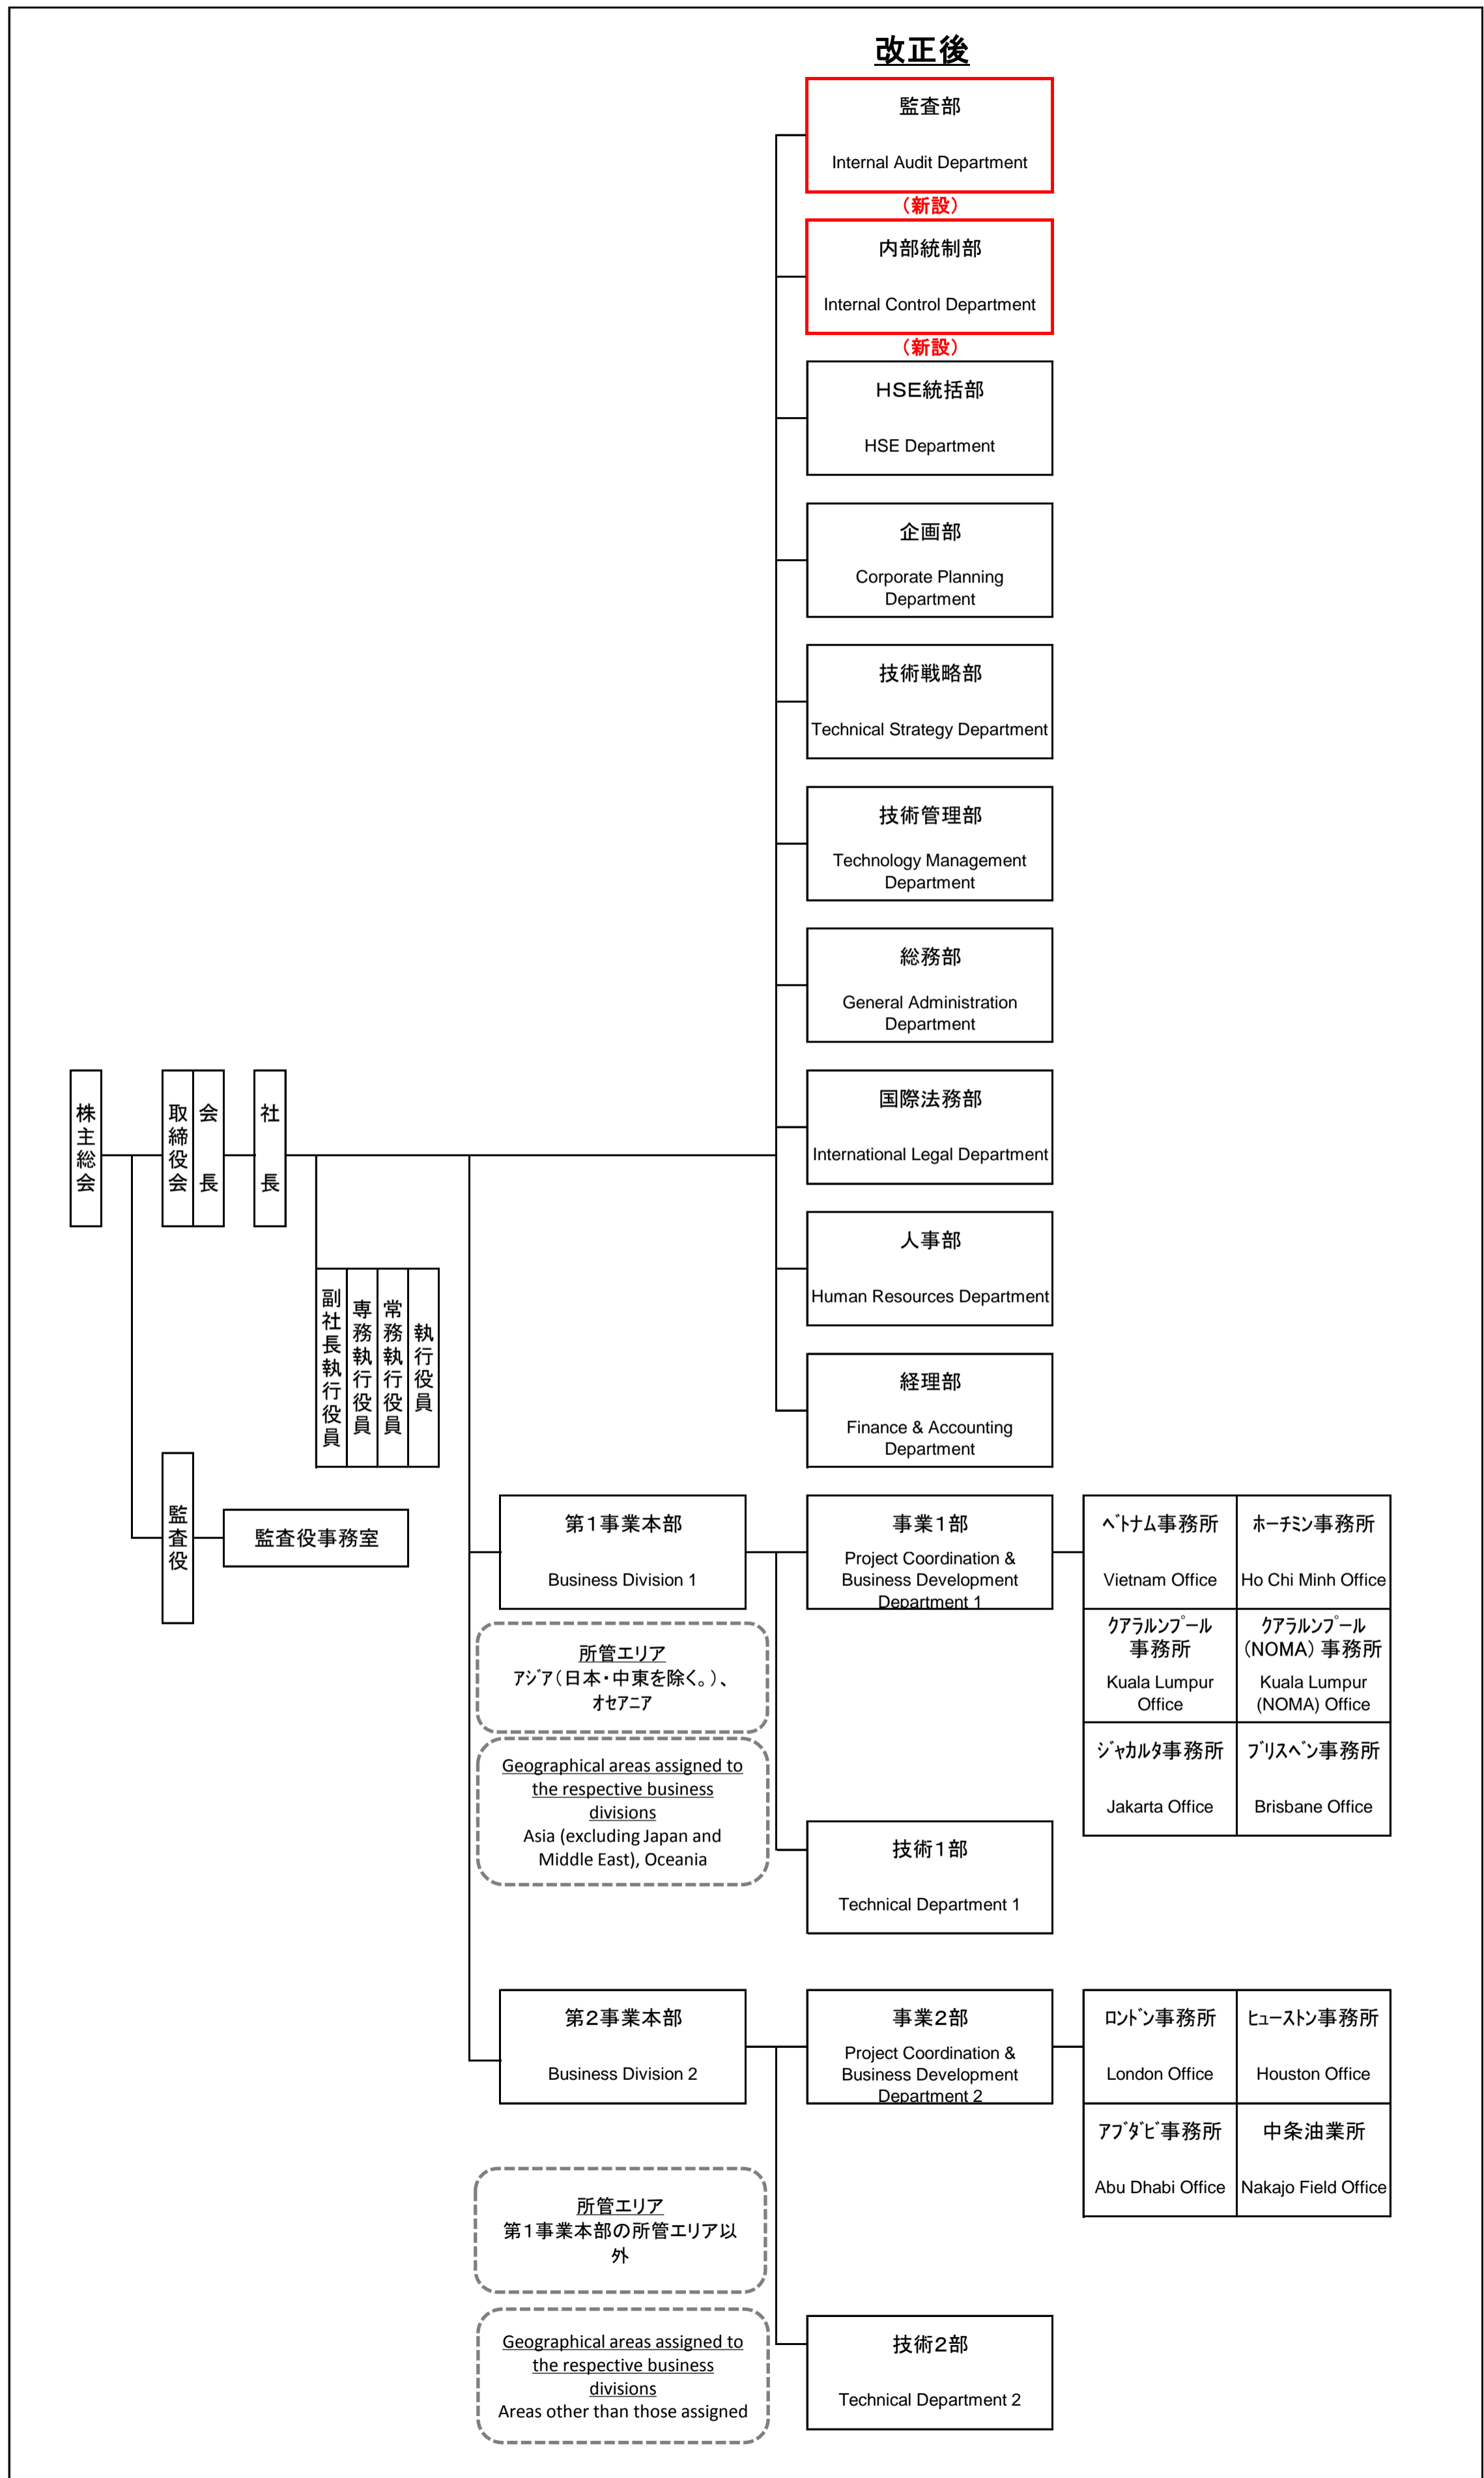 改正後
監査部
Internal Audit Department
（新設）
内部統制部
Internal Control Department
（新設）
HSE統括部
HSE Department
企画部
Corporate Planning
Department
技術戦略部
Technical Strategy Department
技術管理部
Technology Management
Department
総務部
General Administration
Department
国際法務部
International Legal Department
人事部
Human Resources Department
経理部
Finance & Accounting
Department
株主総会
取締役会
会長
社長
副社長執行役員
専務執行役員
常務執行役員
執行役員
監査役
監査役事務室
第１事業本部
Business Division 1
所管エリア
ｱｼﾞｱ（日本・中東を除く。）、
ｵｾｱﾆｱ
Geographical areas assigned to
the respective business
divisions
Asia (excluding Japan and
Middle East), Oceania
事業１部
Project Coordination &
Business Development
Department 1
ﾍﾞﾄﾅﾑ事務所
Vietnam Office
ﾎｰﾁﾐﾝ事務所
Ho Chi Minh Office
ｸｱﾗﾙﾝﾌﾟｰﾙ
事務所
Kuala Lumpur
Office
ｸｱﾗﾙﾝﾌﾟｰﾙ
(NOMA) 事務所
Kuala Lumpur
(NOMA) Office
ｼﾞｬｶﾙﾀ事務所
Jakarta Office
ﾌﾞﾘｽﾍﾞﾝ事務所
Brisbane Office
技術１部
Technical Department 1
第２事業本部
Business Division 2
所管エリア
第１事業本部の所管エリア以
外
Geographical areas assigned to
the respective business
divisions
Areas other than those assigned
事業２部
Project Coordination &
Business Development
Department 2
ﾛﾝﾄﾞﾝ事務所
London Office
ﾋｭｰｽﾄﾝ事務所
Houston Office
ｱﾌﾞﾀﾞﾋﾞ事務所
Abu Dhabi Office
中条油業所
Nakajo Field Office
技術２部
Technical Department 2